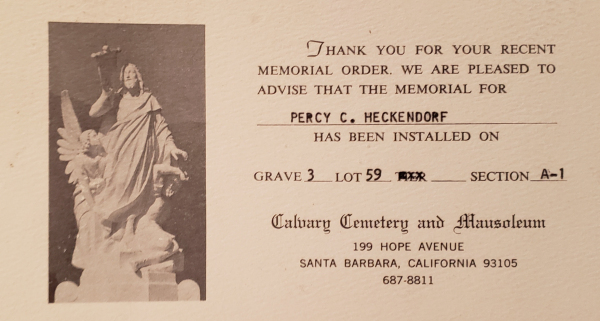 THANK YOU FOR YOUR RECENT
MEMORIAL ORDER. WE ARE PLEASED TO
ADVISE THAT THE MEMORIAL FOR
PERCY C. HECKENDORF
HAS BEEN INSTALLED ON
GRAVE 3 LOT 59 TIER SECTION A-1
Calvary Cemetery and Mausoleum
199 HOPE AVENUE
SANTA BARBARA, CALIFORNIA 93105
687-8811